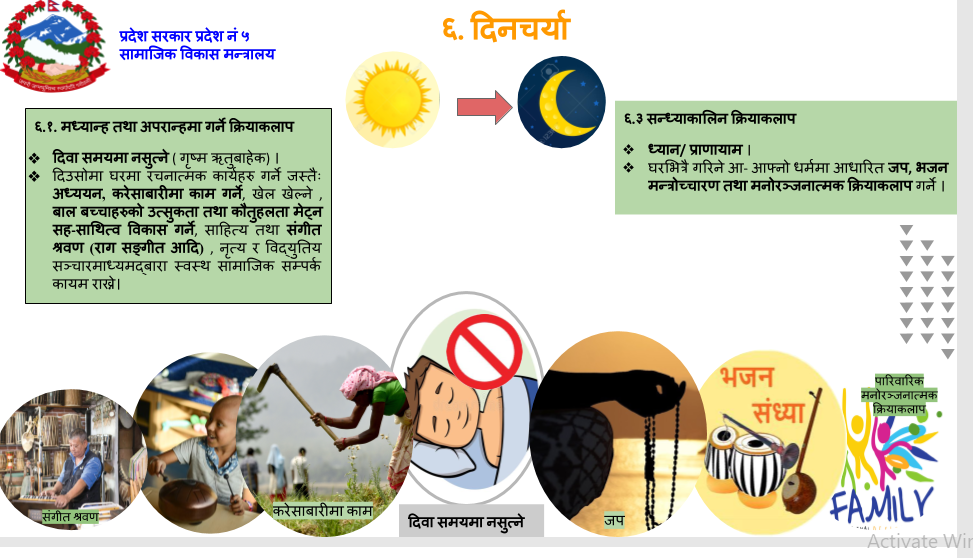 प्रदेश सरकार प्रदेश नं ५
सामाजिक विकास मन्त्रालय
६. दिनचर्या
६.१. मध्यान्ह तथा अपरान्हमा गर्ने क्रियाकलाप
❖ दिवा समयमा नसुत्ने ( गृष्म ऋतुबाहेक) ।
❖ दिउसोमा घरमा रचनात्मक कार्यहरु गर्ने जस्तैः
अध्ययन, करेसाबारीमा काम गर्ने, खेल खेल्ने ,
बाल बच्चाहरुको उत्सुकता तथा कौतुहलता मेट्न
सह-साथित्व विकास गर्ने, साहित्य तथा संगीत
श्रवण (राग सङ्गीत आदि) , नृत्य र विद्युतिय
सञ्चारमाध्यमद्बारा स्वस्थ सामाजिक सम्पर्क
कायम राख्ने।
६.३ सन्ध्याकालिन क्रियाकलाप
❖ ध्यान/ प्राणायाम ।
❖ घरभित्रै गरिने आ- आफ्नो धर्ममा आधारित जप, भजन
मन्त्रोच्चारण तथा मनोरञ्जनात्मक क्रियाकलाप गर्ने ।
संगीत श्रवण
करेसाबारीमा काम
दिवा समयमा नसुत्ने
जप
भजन
संध्या
पारिवारिक
मनोरञ्जनात्मक
क्रियाकलाप
FAMILY
Activate Win